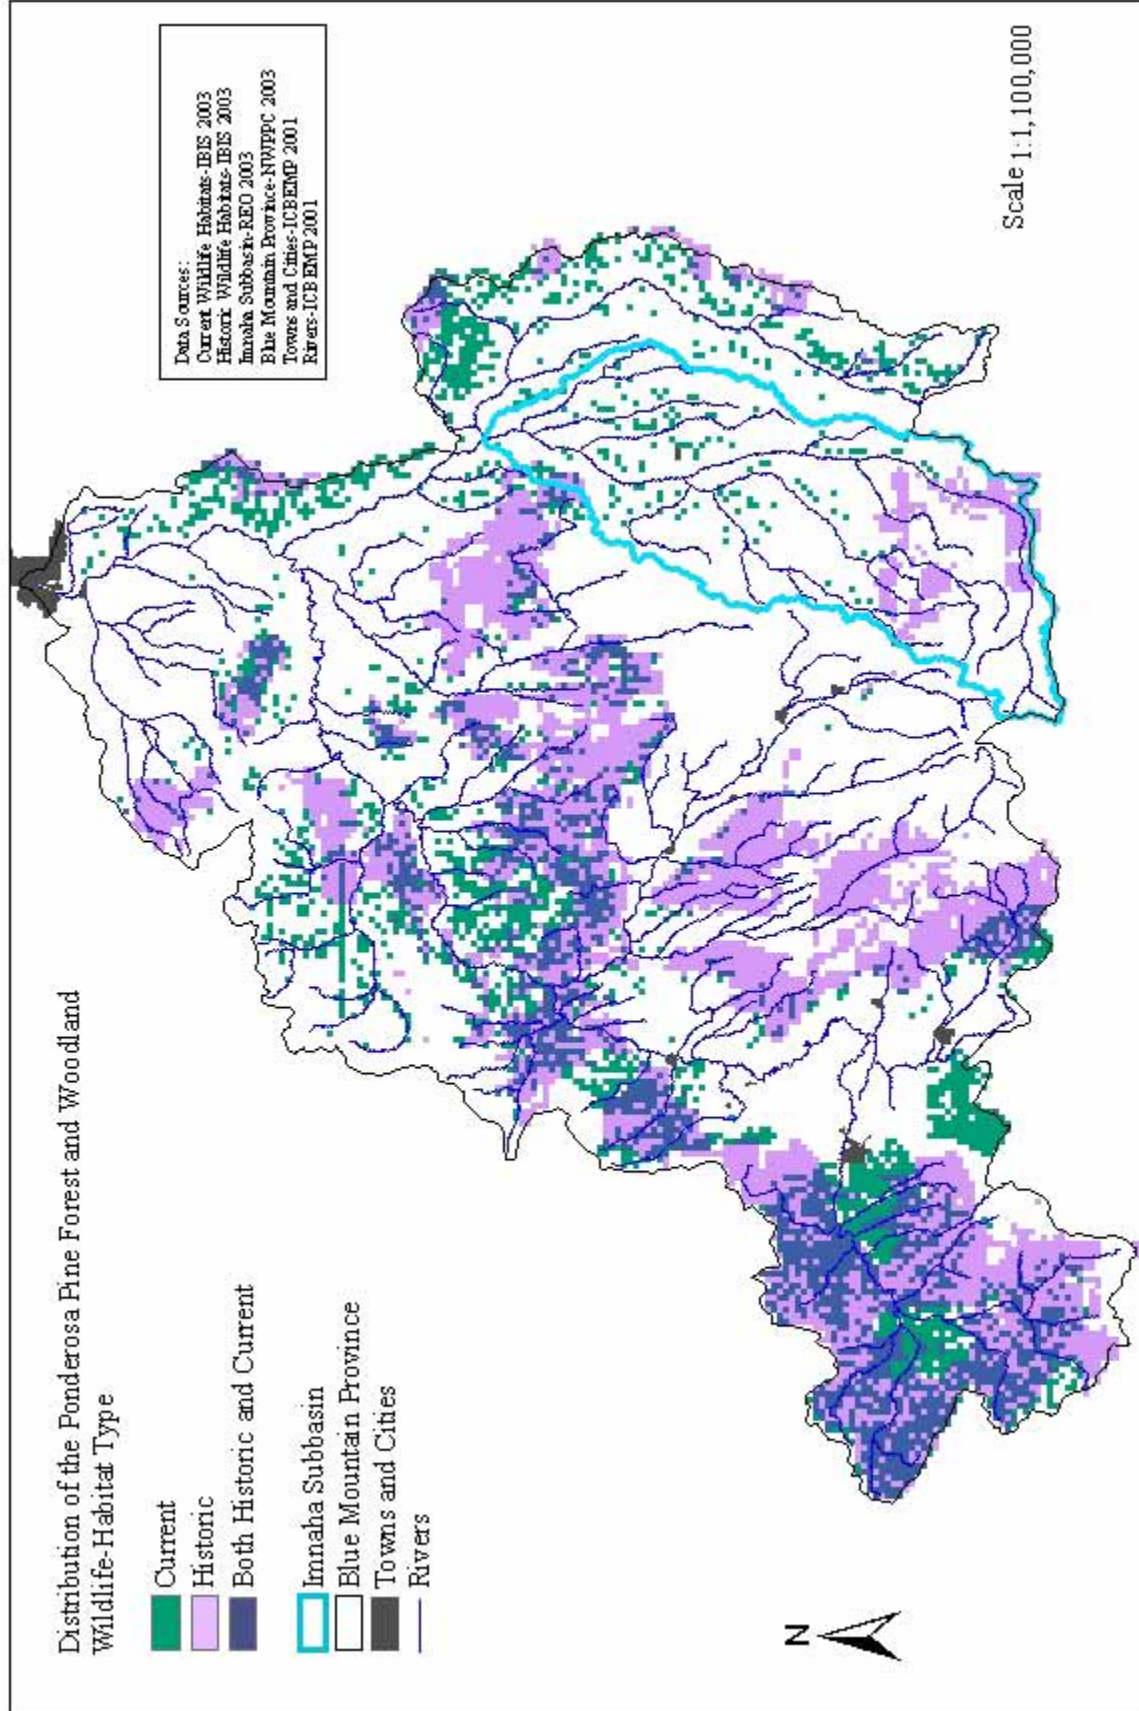 Distribution of the Ponderosa Pine Forest and Woodland
Wildlife-Habitat Type
Current
Historic
Both Historic and Current
Imnaha Subbasin
Blue Mountain Province
Towns and Cities
Rivers
N
Data Sources:
Current Wildlife Habitats-IBIS 2003
Historic Wildlife Habitats-IBIS 2003
Imnaha Subbasin-REO 2003
Blue Mountain Province-NWPPC 2003
Towns and Cities-ICBEMP 2001
Rivers-ICBEMP 2001
Scale 1:1,100,000